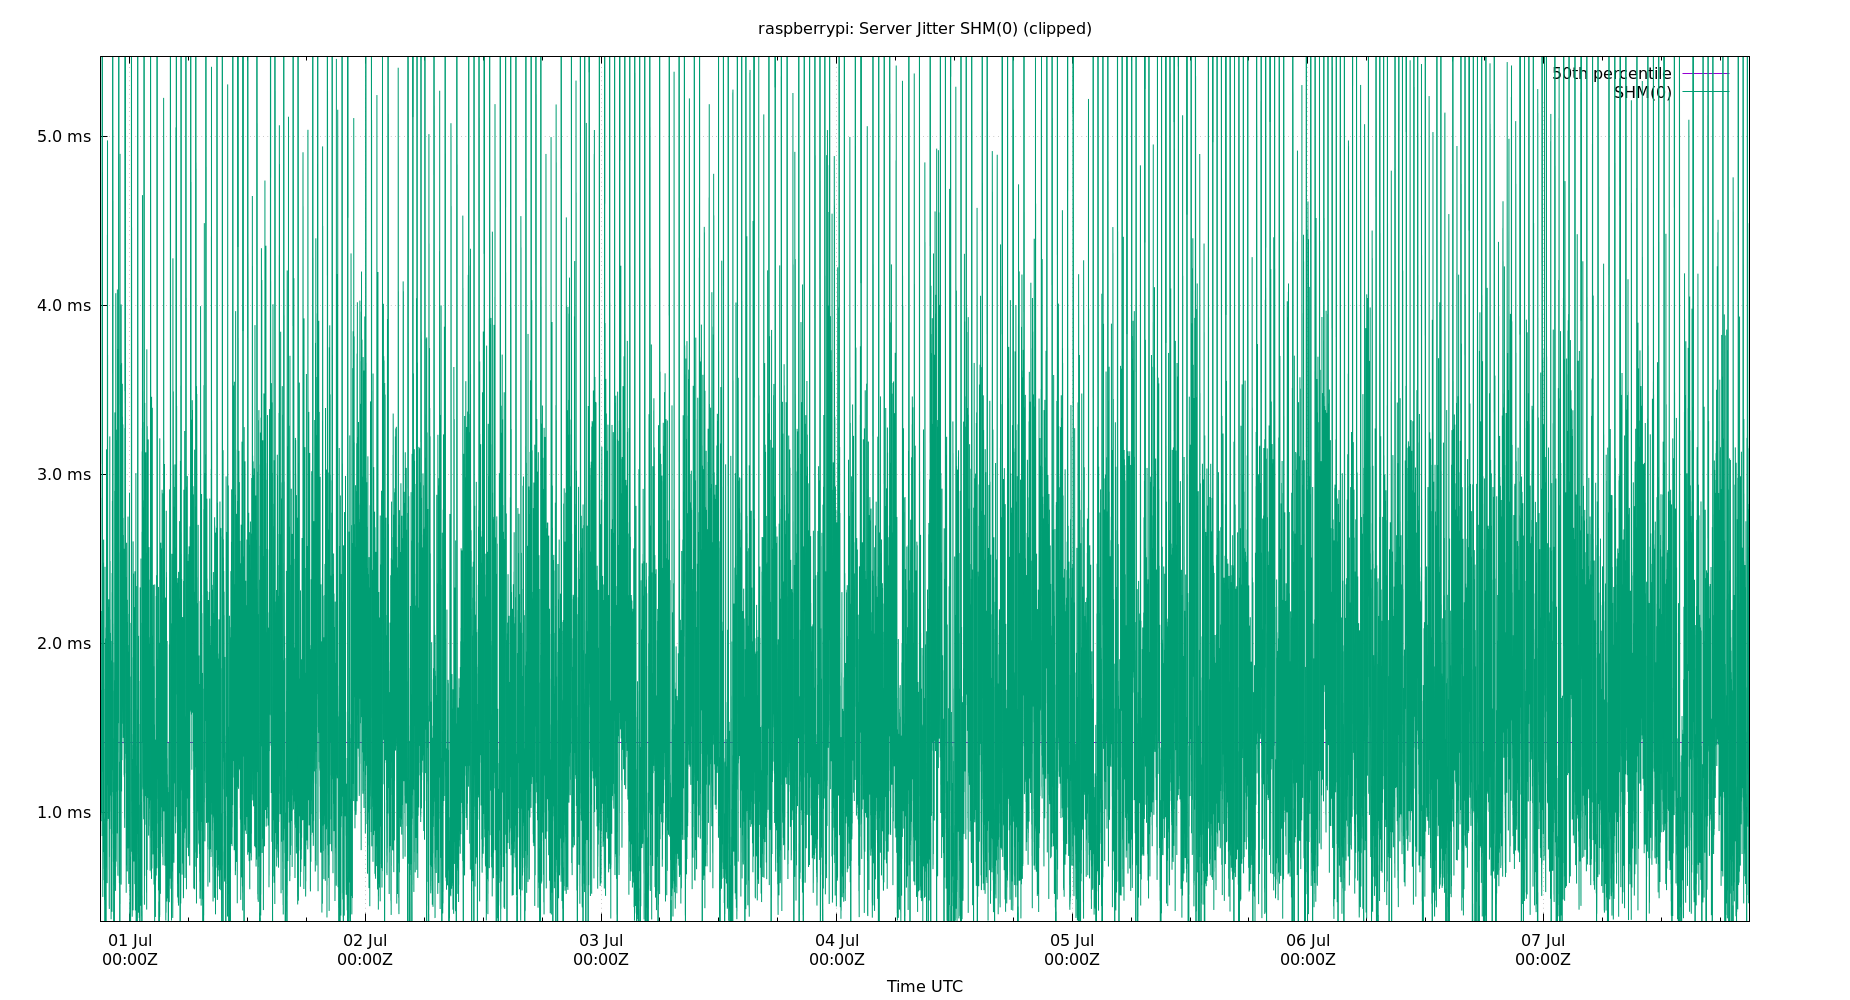 raspberrypi: Server Jitter SHM(0) (clipped)
50th percentile
SHM(0)
5.0 ms
4.0 ms
3.0 ms
2.0 ms
1.0 ms
01 Jul 02 Jul 03 Jul 04 Jul 05 Jul 06 Jul 07 Jul
00:00Z 00:00Z 00:00Z 00:00Z 00:00Z 00:00Z 00:00Z
Time UTC